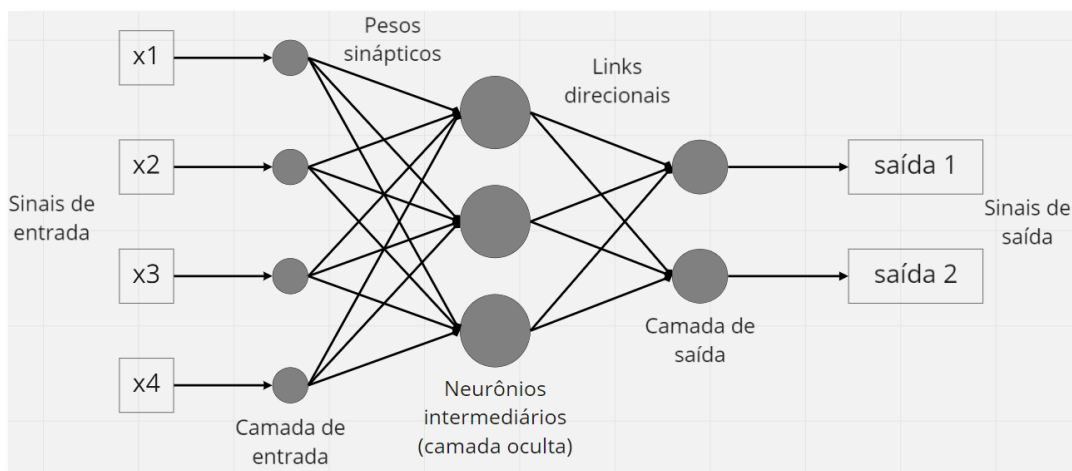 Pesos
sinápticos
x1
Links
direcionais
x2
saída 1
Sinais de
entrada
Sinais de
saída
x3
saída 2
Camada de
saída
x4
Neurônios
intermediários
(camada oculta)
Camada de
entrada